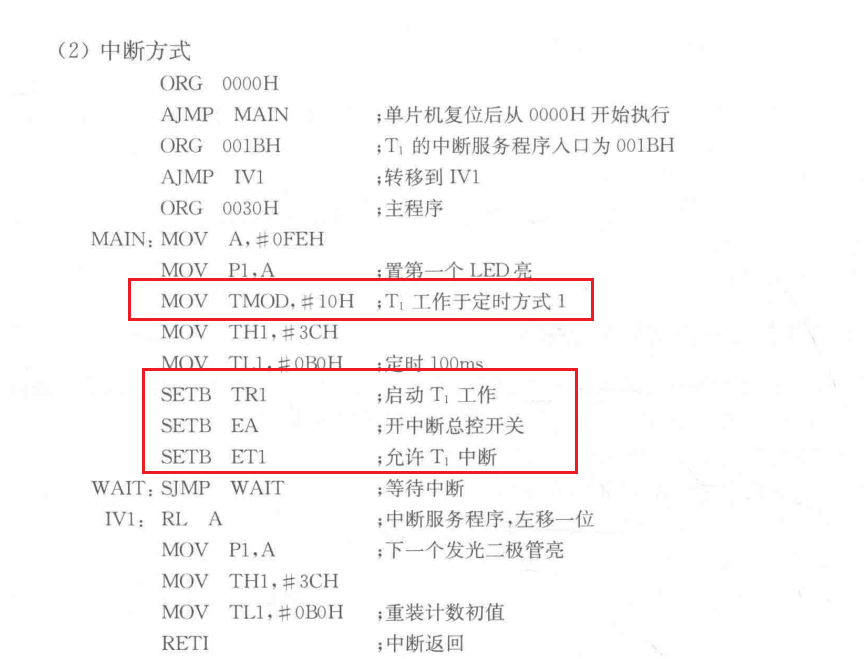 (2) 中断方式
ORG 0000H
AJMP MAIN ;单片机复位后从 0000H 开始执行
ORG 001BH ;T₁ 的中断服务程序入口为 001BH
AJMP IV1 ;转移到 IV1
ORG 0030H ;主程序
MAIN: MOV A,#0FEH
MOV P1,A ;置第一个 LED 亮
MOV TMOD,#10H ;T₁ 工作于定时方式 1
MOV TH1,#3CH
MOV TL1,#0B0H ;定时 100ms
SETB TR1 ;启动 T₁ 工作
SETB EA ;开中断总控开关
SETB ET1 ;允许 T₁ 中断
WAIT: SJMP WAIT ;等待中断
IV1: RL A ;中断服务程序,左移一位
MOV P1,A ;下一个发光二极管亮
MOV TH1,#3CH
MOV TL1,#0B0H ;重装计数初值
RETI ;中断返回